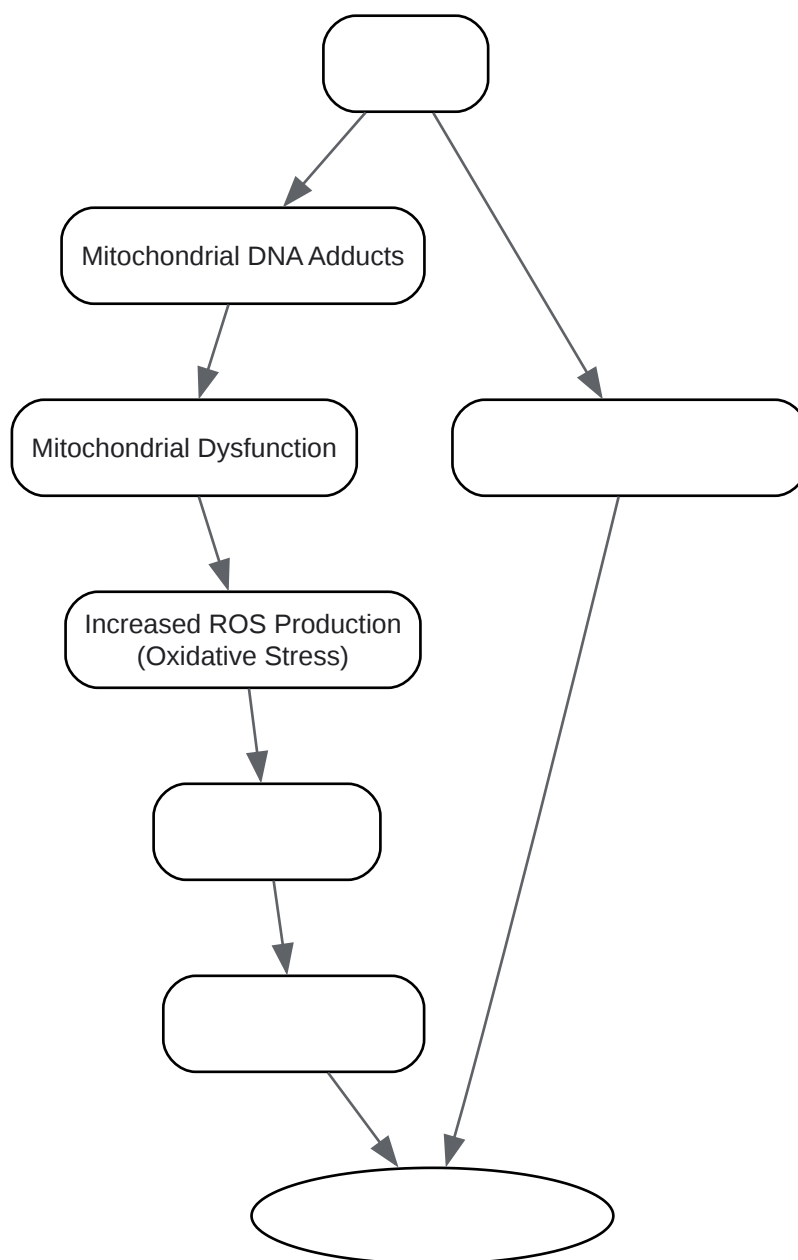 Mitochondrial DNA Adducts
Mitochondrial Dysfunction
Increased ROS Production
(Oxidative Stress)